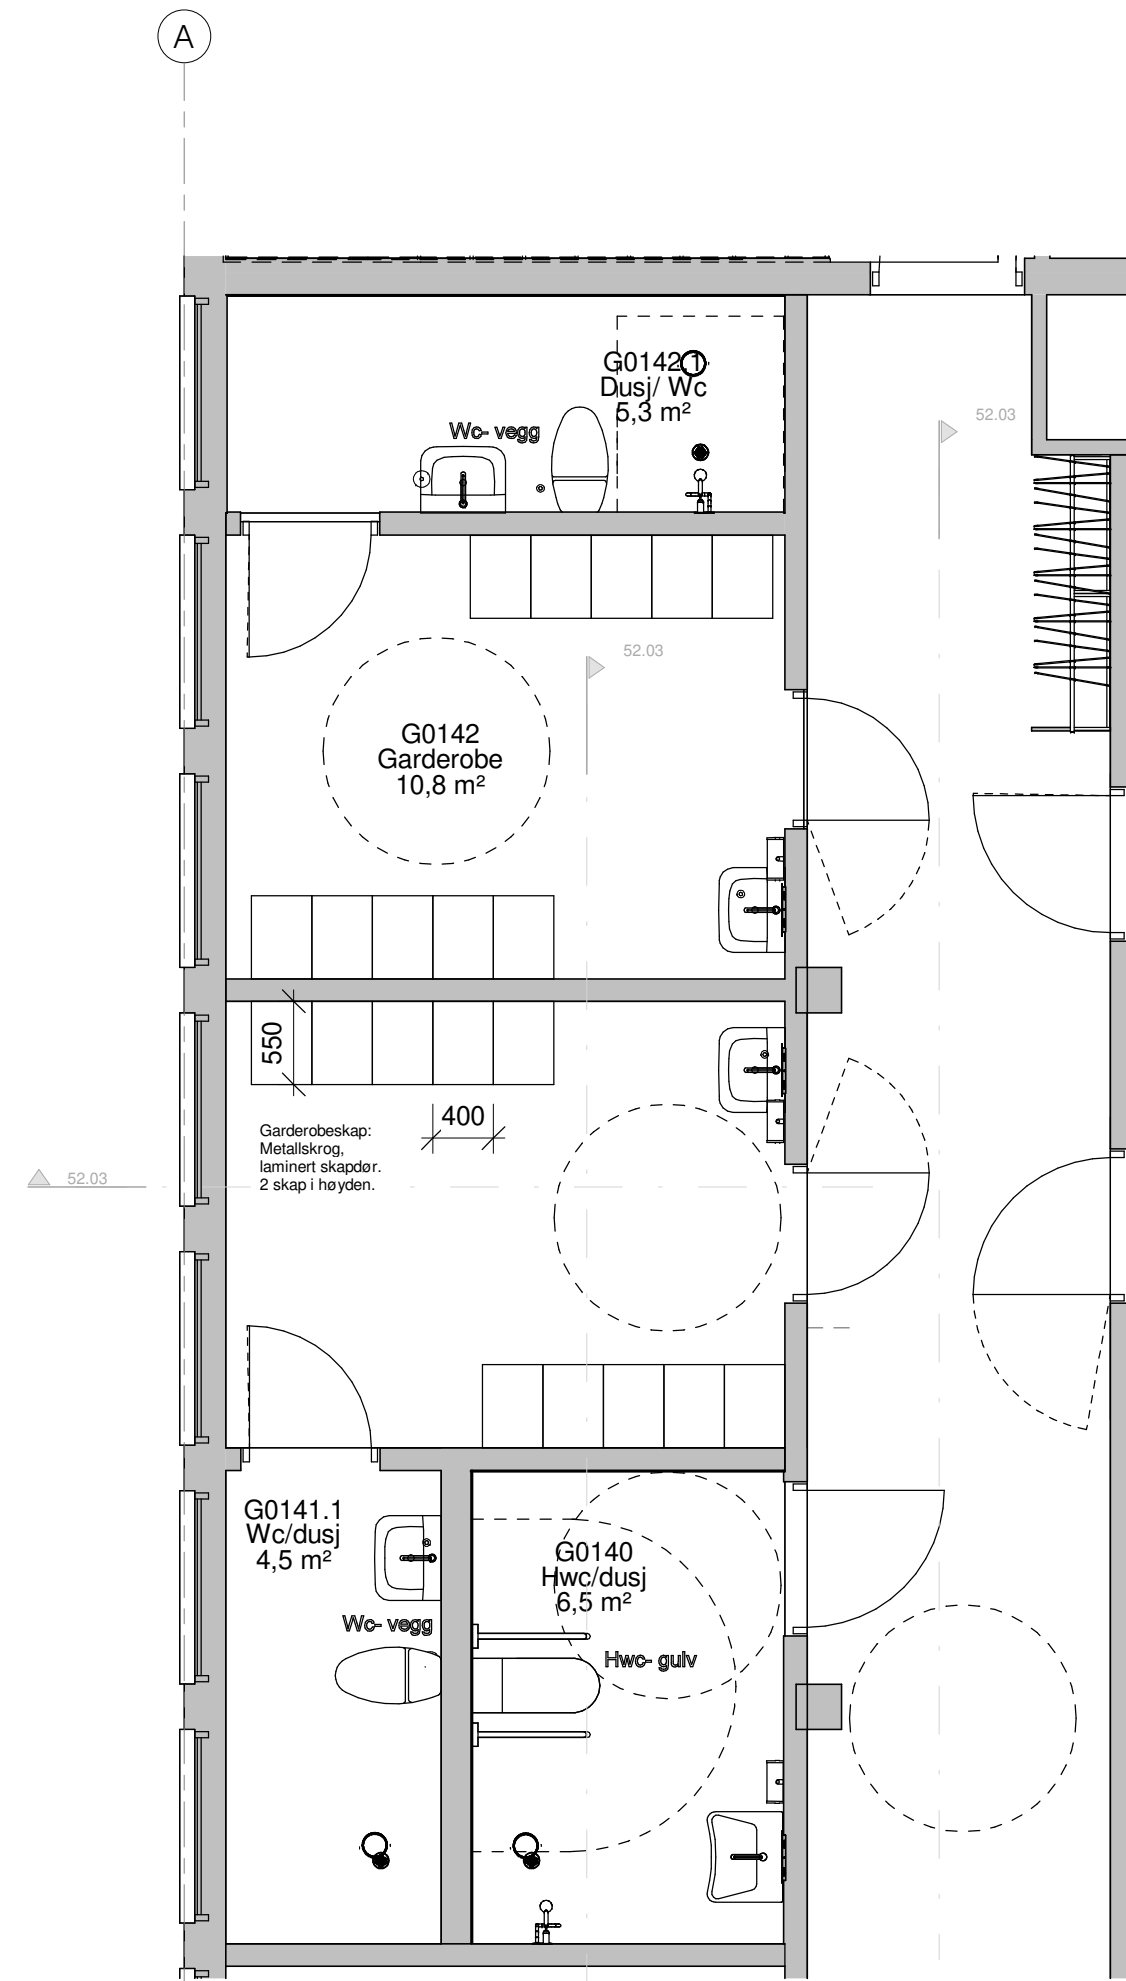 A
G0142.1
Dusj/ Wc
5,3 m²
Wc- vegg
52.03
52.03
G0142
Garderobe
10,8 m²
550
400
Garderobeskap:
Metallskrog,
laminert skapdør.
2 skap i høyden.
52.03
G0141.1
Wc/dusj
4,5 m²
Wc- vegg
G0140
Hwc/dusj
6,5 m²
Hwc- gulv